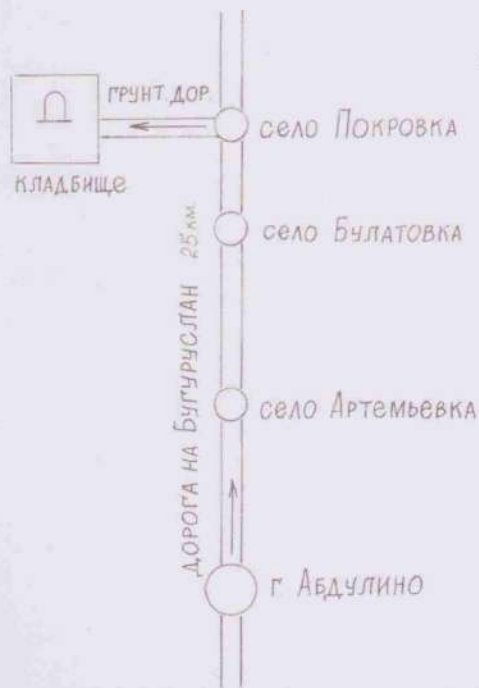 ГРУНТ. ДОР.
село ПОКРОВКА
КЛАДБИЩЕ
село БУЛАТОВКА
ДОРОГА НА БУГУРУСЛАН 25 км.
село АРТЕМЬЕВКА
г. АБДУЛИНО